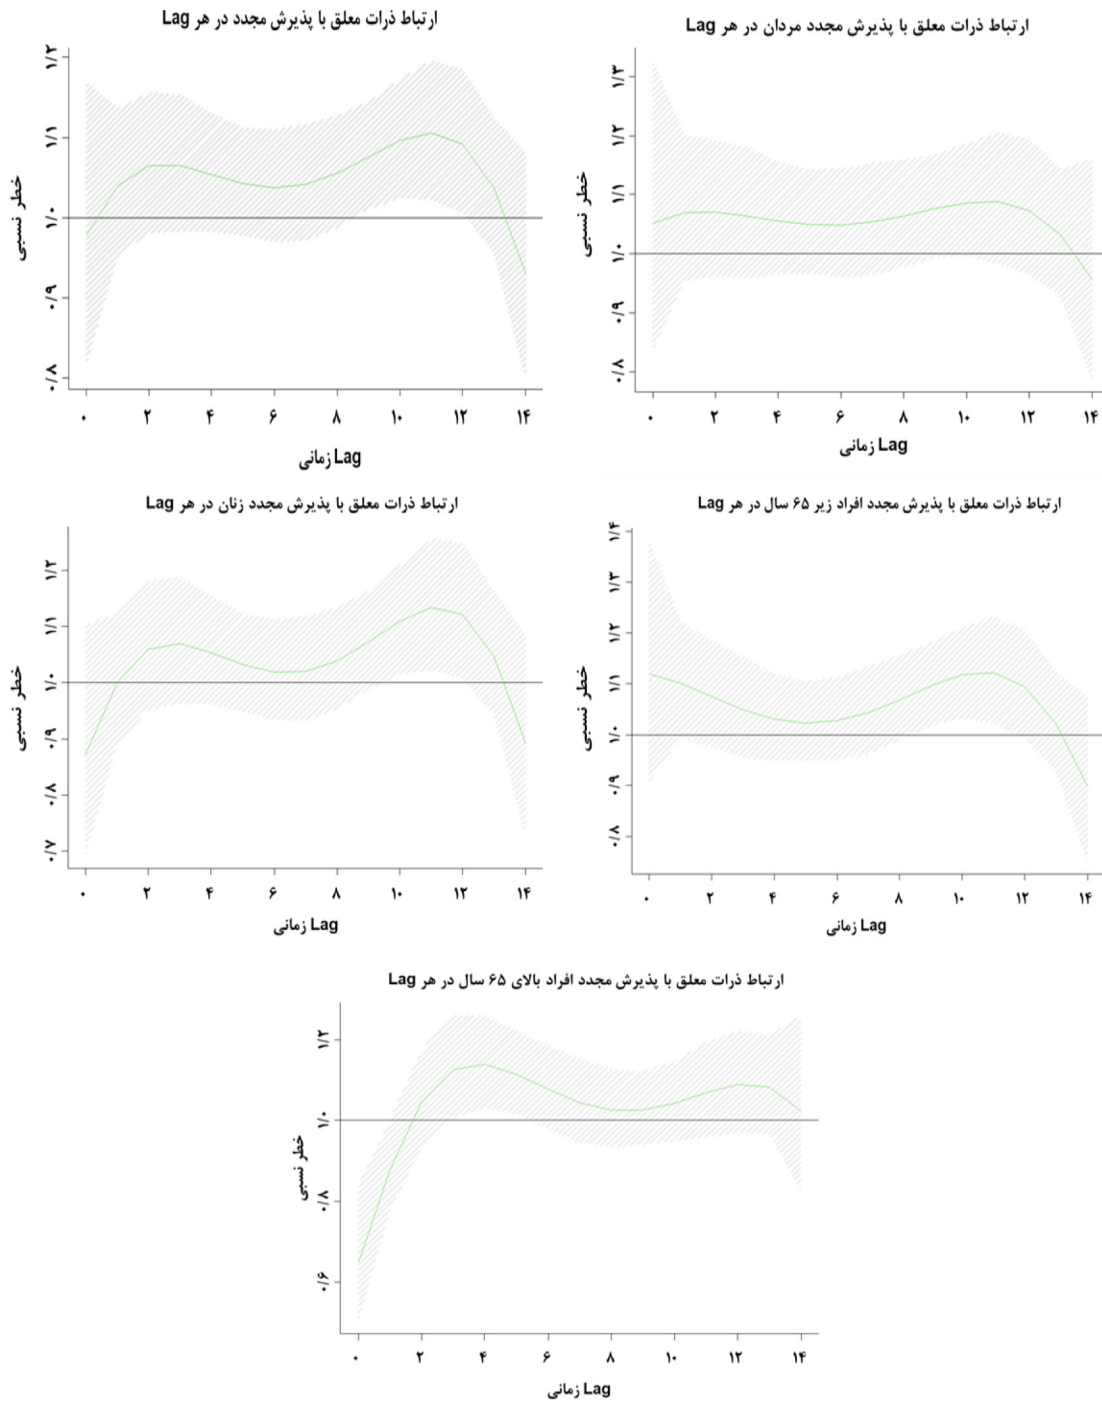 ارتباط ذرات معلق با پذیرش مجدد در هر Lag
خطر نسبی
۱/۲
۱/۱
۱/۰
۰/۹
۰/۸
۰ ۲ ۴ ۶ ۸ ۱۰ ۱۲ ۱۴
Lag زمانی
ارتباط ذرات معلق با پذیرش مجدد مردان در هر Lag
خطر نسبی
۱/۳
۱/۲
۱/۱
۱/۰
۰/۹
۰/۸
۰ ۲ ۴ ۶ ۸ ۱۰ ۱۲ ۱۴
Lag زمانی
ارتباط ذرات معلق با پذیرش مجدد زنان در هر Lag
خطر نسبی
۱/۲
۱/۱
۱/۰
۰/۹
۰/۸
۰/۷
۰ ۲ ۴ ۶ ۸ ۱۰ ۱۲ ۱۴
Lag زمانی
ارتباط ذرات معلق با پذیرش مجدد افراد زیر ۶۵ سال در هر Lag
خطر نسبی
۱/۴
۱/۳
۱/۲
۱/۱
۱/۰
۰/۹
۰/۸
۰ ۲ ۴ ۶ ۸ ۱۰ ۱۲ ۱۴
Lag زمانی
ارتباط ذرات معلق با پذیرش مجدد افراد بالای ۶۵ سال در هر Lag
خطر نسبی
۱/۲
۱/۰
۰/۸
۰/۶
۰ ۲ ۴ ۶ ۸ ۱۰ ۱۲ ۱۴
Lag زمانی